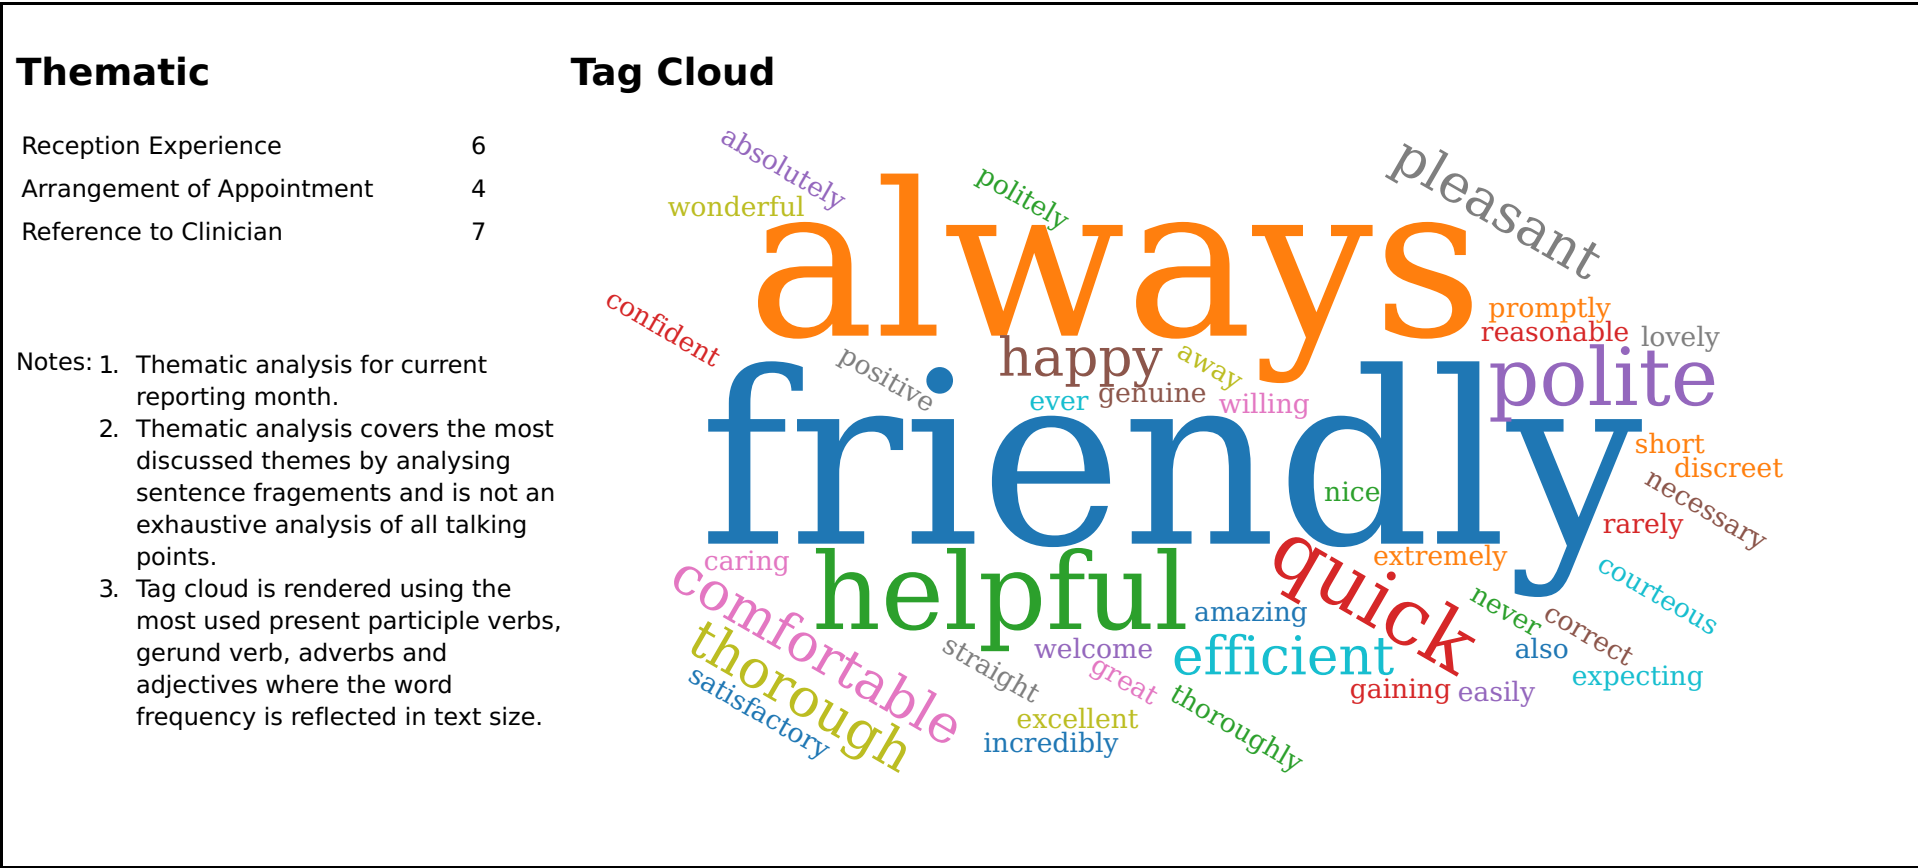 Thematic
Tag Cloud
Reception Experience 6
Arrangement of Appointment 4
Reference to Clinician 7
Notes:
1. Thematic analysis for current
reporting month.
2. Thematic analysis covers the most
discussed themes by analysing
sentence fragements and is not an
exhaustive analysis of all talking
points.
3. Tag cloud is rendered using the
most used present participle verbs,
gerund verb, adverbs and
adjectives where the word
frequency is reflected in text size.
absolutely
wonderful
politely
pleasant
always
confident
promptly
reasonable
lovely
positive
happy
away
polite
ever
genuine
willing
friendly
short
discreet
nice
necessary
rarely
caring
extremely
courteous
comfortable
helpful
quick
amazing
never
correct
thorough
straight
welcome
efficient
also
great
expecting
satisfactory
gaining
easily
thoroughly
excellent
incredibly